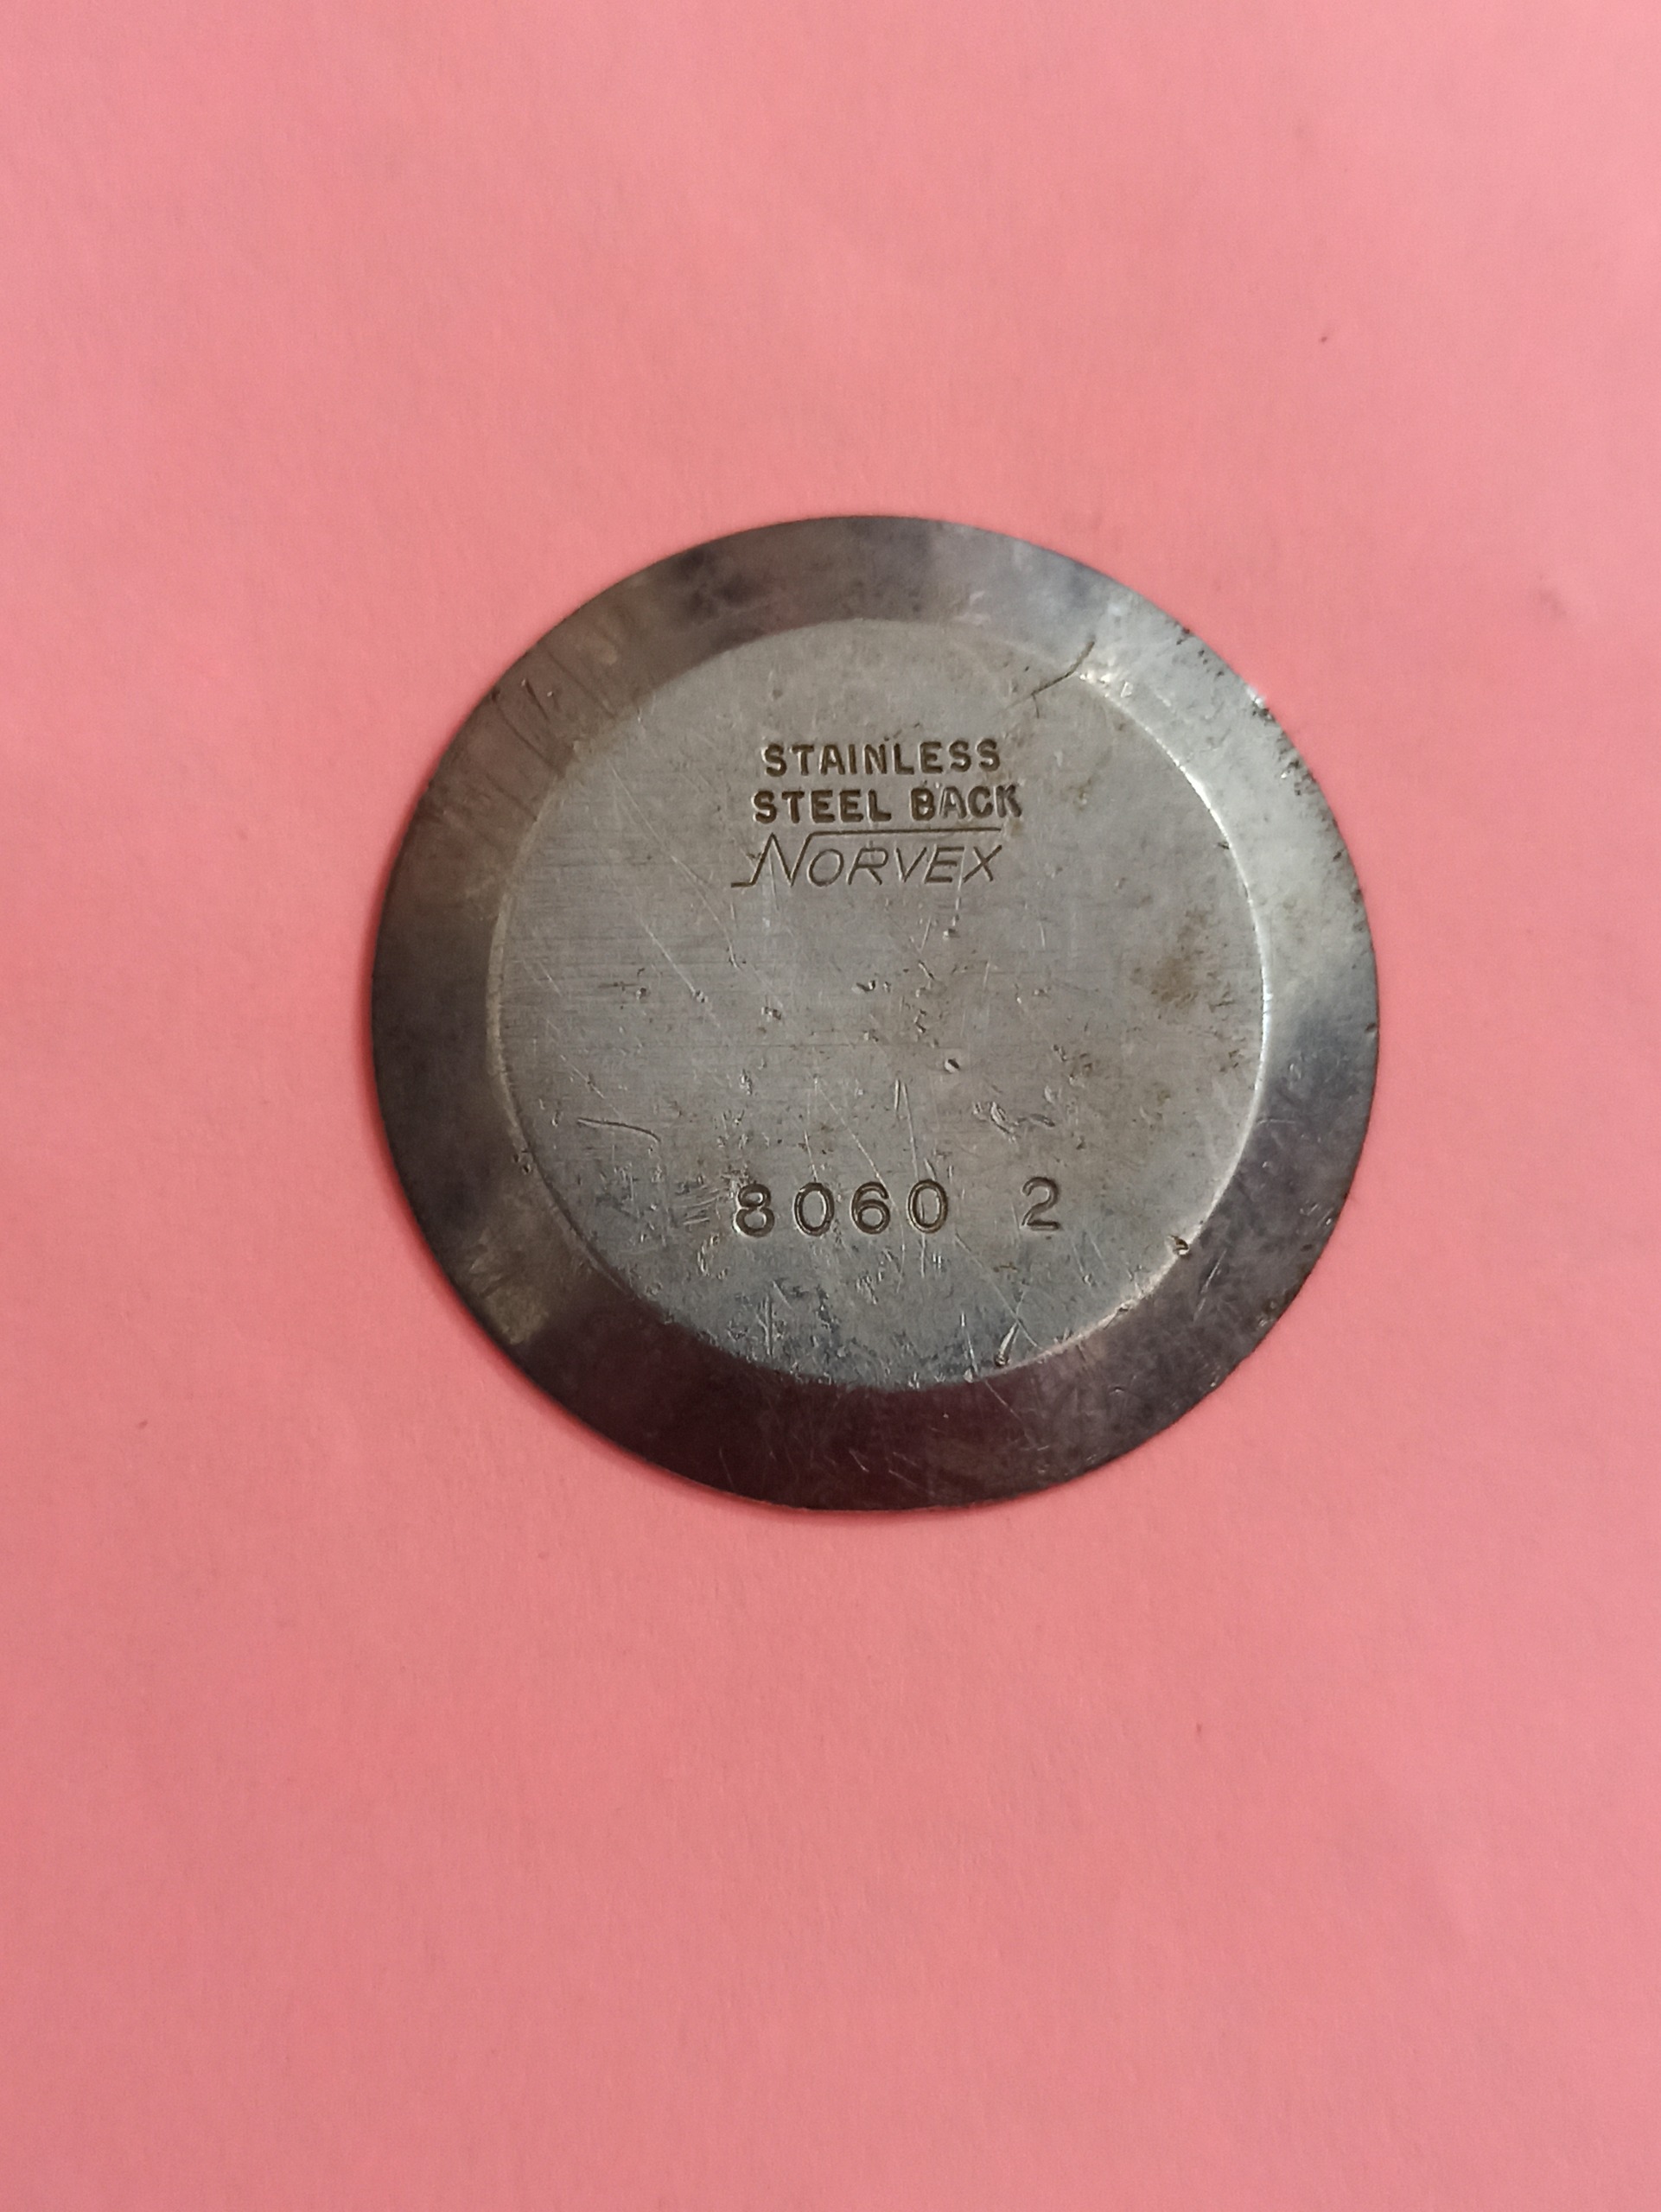 STAINLESS
STEEL BACK
NORVEX
8060 2